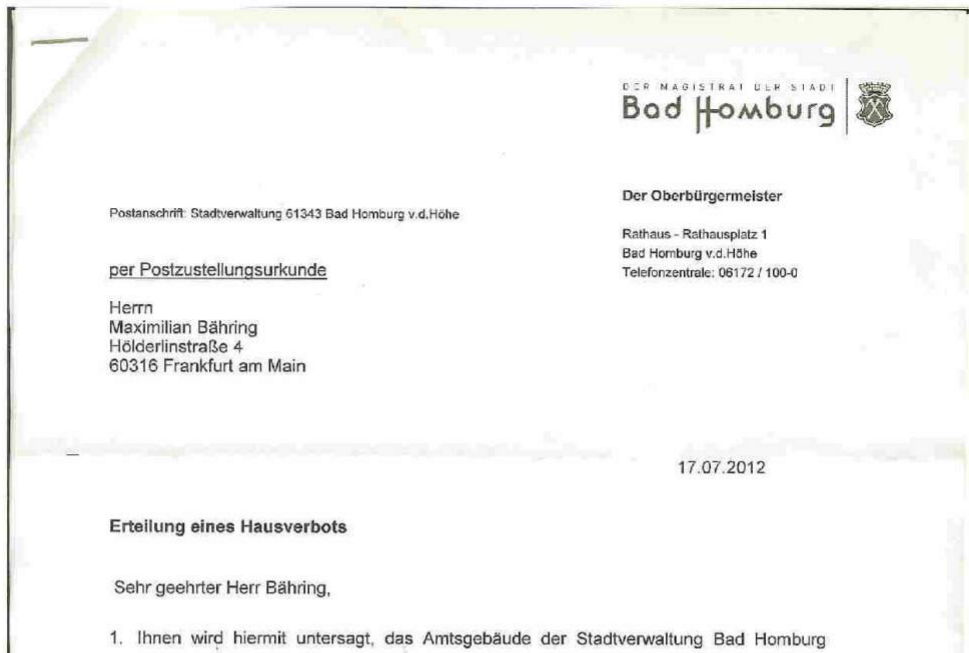 DER MAGISTRAT DER STADT
Bad Homburg
Der Oberbürgermeister
Postanschrift: Stadtverwaltung 61343 Bad Homburg v.d.Höhe
Rathaus - Rathausplatz 1
Bad Homburg v.d.Höhe
Telefonzentrale: 06172 / 100-0
per Postzustellungsurkunde
Herrn
Maximilian Bähring
Hölderlinstraße 4
60316 Frankfurt am Main
17.07.2012
Erteilung eines Hausverbots
Sehr geehrter Herr Bähring,
1. Ihnen wird hiermit untersagt, das Amtsgebäude der Stadtverwaltung Bad Homburg